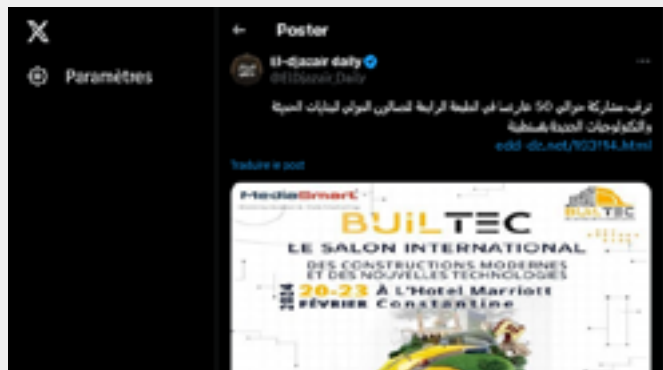 Poster
Paramètres
El-djazair daily
@ElDjazair_Daily
ترقب مشاركة حوالي 50 عارضا في الطبعة الرابعة للصالون الدولي للبنايات الحديثة
والتكنولوجيات الجديدة بقسنطينة
Traduire le post
MediaSmart
BUILTEC
BUILTEC
LE SALON INTERNATIONAL
DES CONSTRUCTIONS MODERNES
ET DES NOUVELLES TECHNOLOGIES
2024 20-23 À L'Hotel Marriott
FÉVRIER Constantine